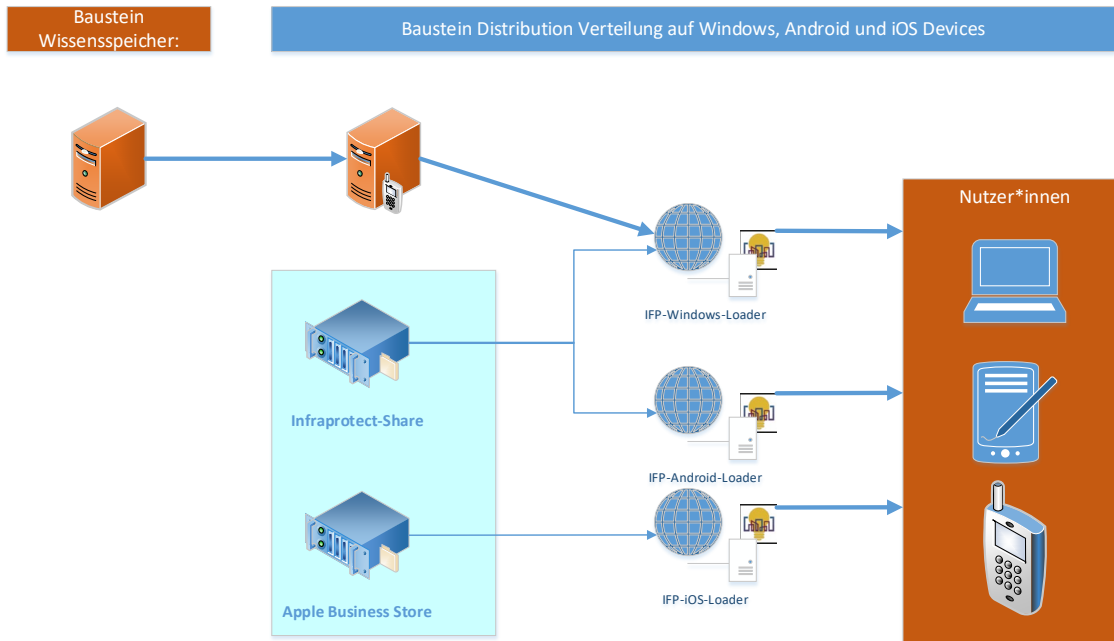 Baustein
Wissensspeicher:
Baustein Distribution Verteilung auf Windows, Android und iOS Devices
Nutzer*innen
IFP-Windows-Loader
Infraprotect-Share
IFP-Android-Loader
IFP-iOS-Loader
Apple Business Store